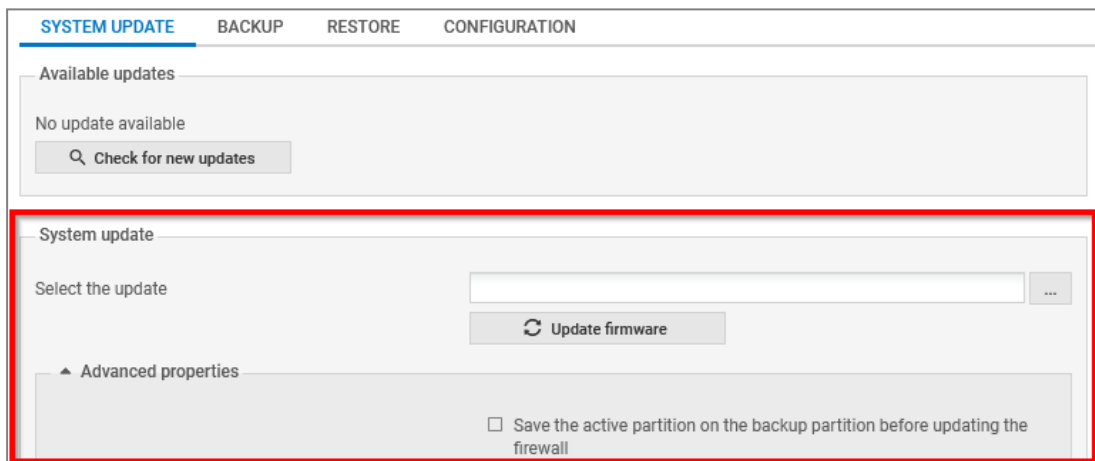 SYSTEM UPDATE BACKUP RESTORE CONFIGURATION
Available updates
No update available
Check for new updates
System update
Select the update ...
Update firmware
Advanced properties
Save the active partition on the backup partition before updating the
firewall